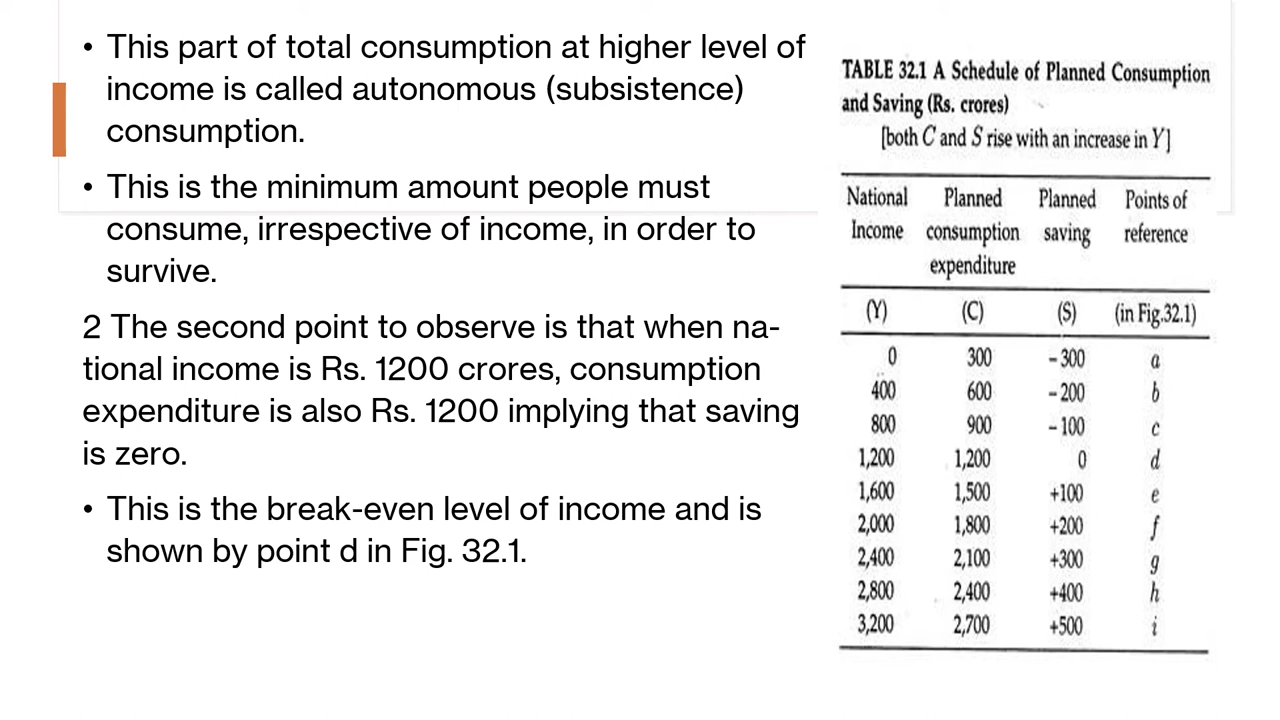 • This part of total consumption at higher level of
income is called autonomous (subsistence)
consumption.
• This is the minimum amount people must
consume, irrespective of income, in order to
survive.
2 The second point to observe is that when na-
tional income is Rs. 1200 crores, consumption
expenditure is also Rs. 1200 implying that saving
is zero.
• This is the break-even level of income and is
shown by point d in Fig. 32.1.
TABLE 32.1 A Schedule of Planned Consumption
and Saving (Rs. crores)
[both C and S rise with an increase in Y]
National Planned Planned Points of
Income consumption saving reference
expenditure
(Y) (C) (S) (in Fig.32.1)
0 300 –300 a
400 600 –200 b
800 900 –100 c
1,200 1,200 0 d
1,600 1,500 +100 e
2,000 1,800 +200 f
2,400 2,100 +300 g
2,800 2,400 +400 h
3,200 2,700 +500 i